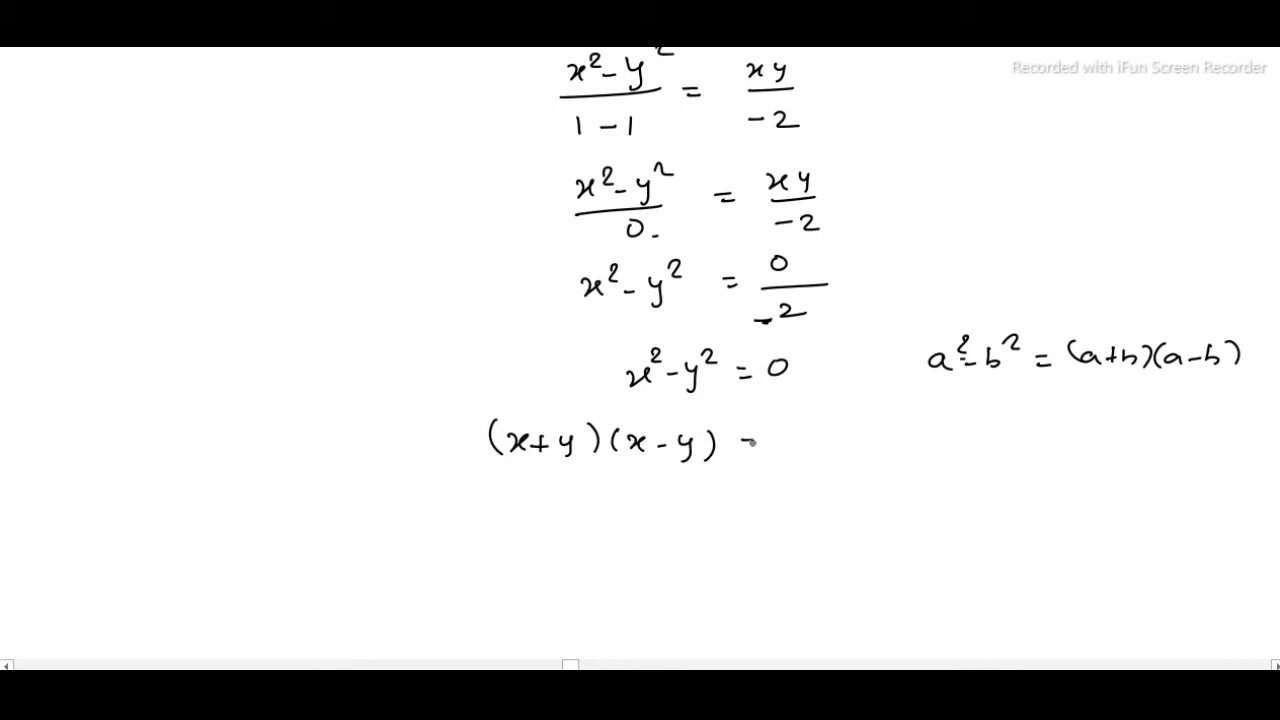 Recorded with iFun Screen Recorder
x² - y² / 1 - 1 = xy / -2
x² - y² / 0. = xy / -2
x² - y² = 0 / -2
x² - y² = 0
a² - b² = (a+b)(a-b)
(x+y)(x-y) -